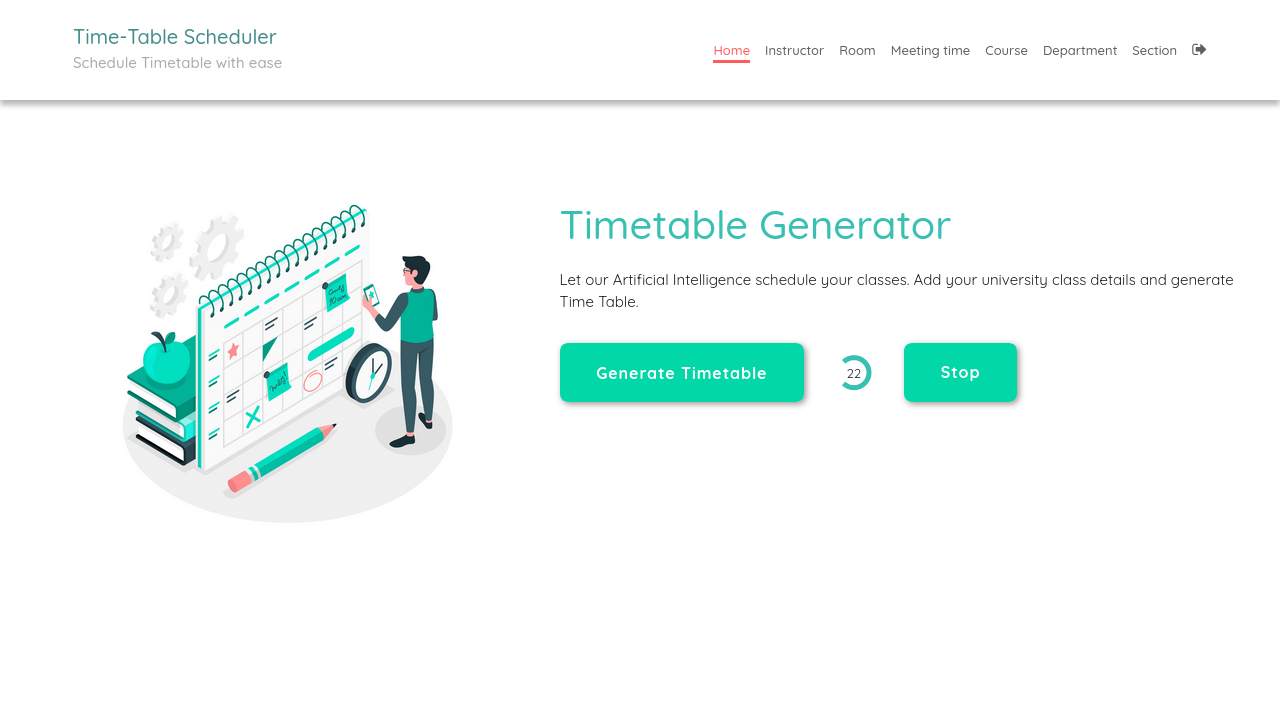 Time-Table Scheduler
Schedule Timetable with ease
Home Instructor Room Meeting time Course Department Section
Timetable Generator
Let our Artificial Intelligence schedule your classes. Add your university class details and generate
Time Table.
Generate Timetable 22 Stop